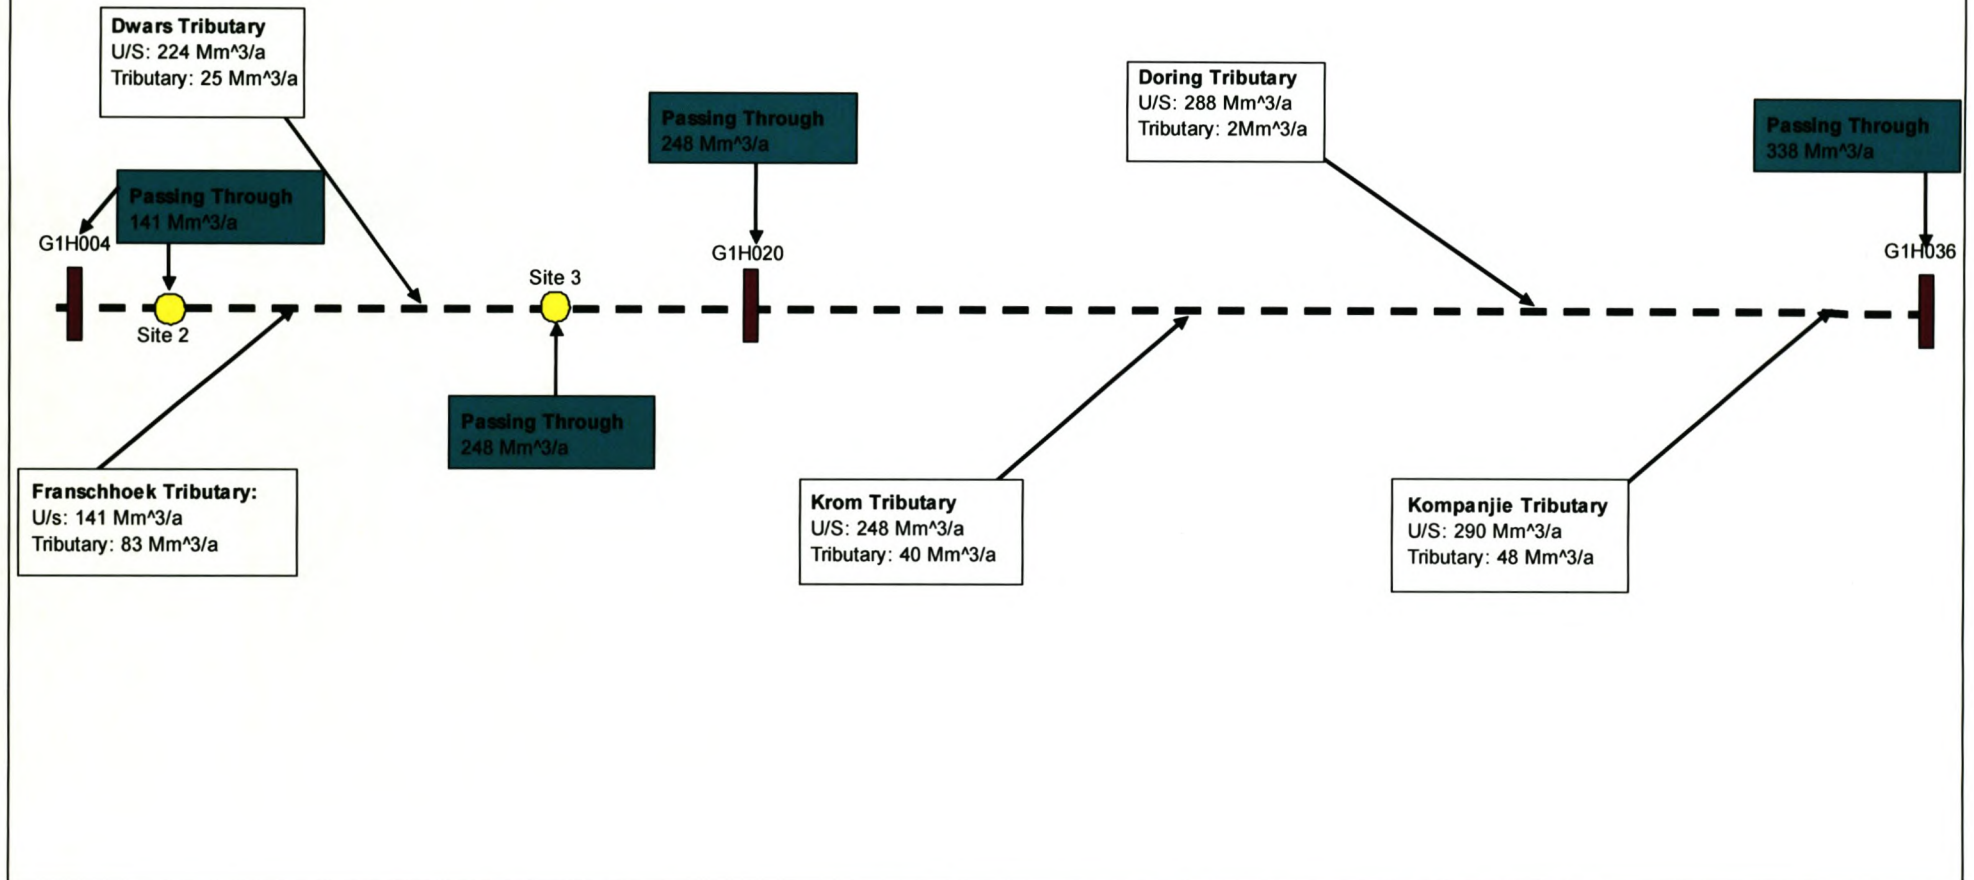 Dwars Tributary
U/S: 224 Mm^3/a
Tributary: 25 Mm^3/a
Passing Through
141 Mm^3/a
G1H004
Site 2
Franschhoek Tributary:
U/s: 141 Mm^3/a
Tributary: 83 Mm^3/a
Site 3
Passing Through
248 Mm^3/a
Passing Through
248 Mm^3/a
G1H020
Krom Tributary
U/S: 248 Mm^3/a
Tributary: 40 Mm^3/a
Doring Tributary
U/S: 288 Mm^3/a
Tributary: 2Mm^3/a
Kompanjie Tributary
U/S: 290 Mm^3/a
Tributary: 48 Mm^3/a
Passing Through
338 Mm^3/a
G1H036